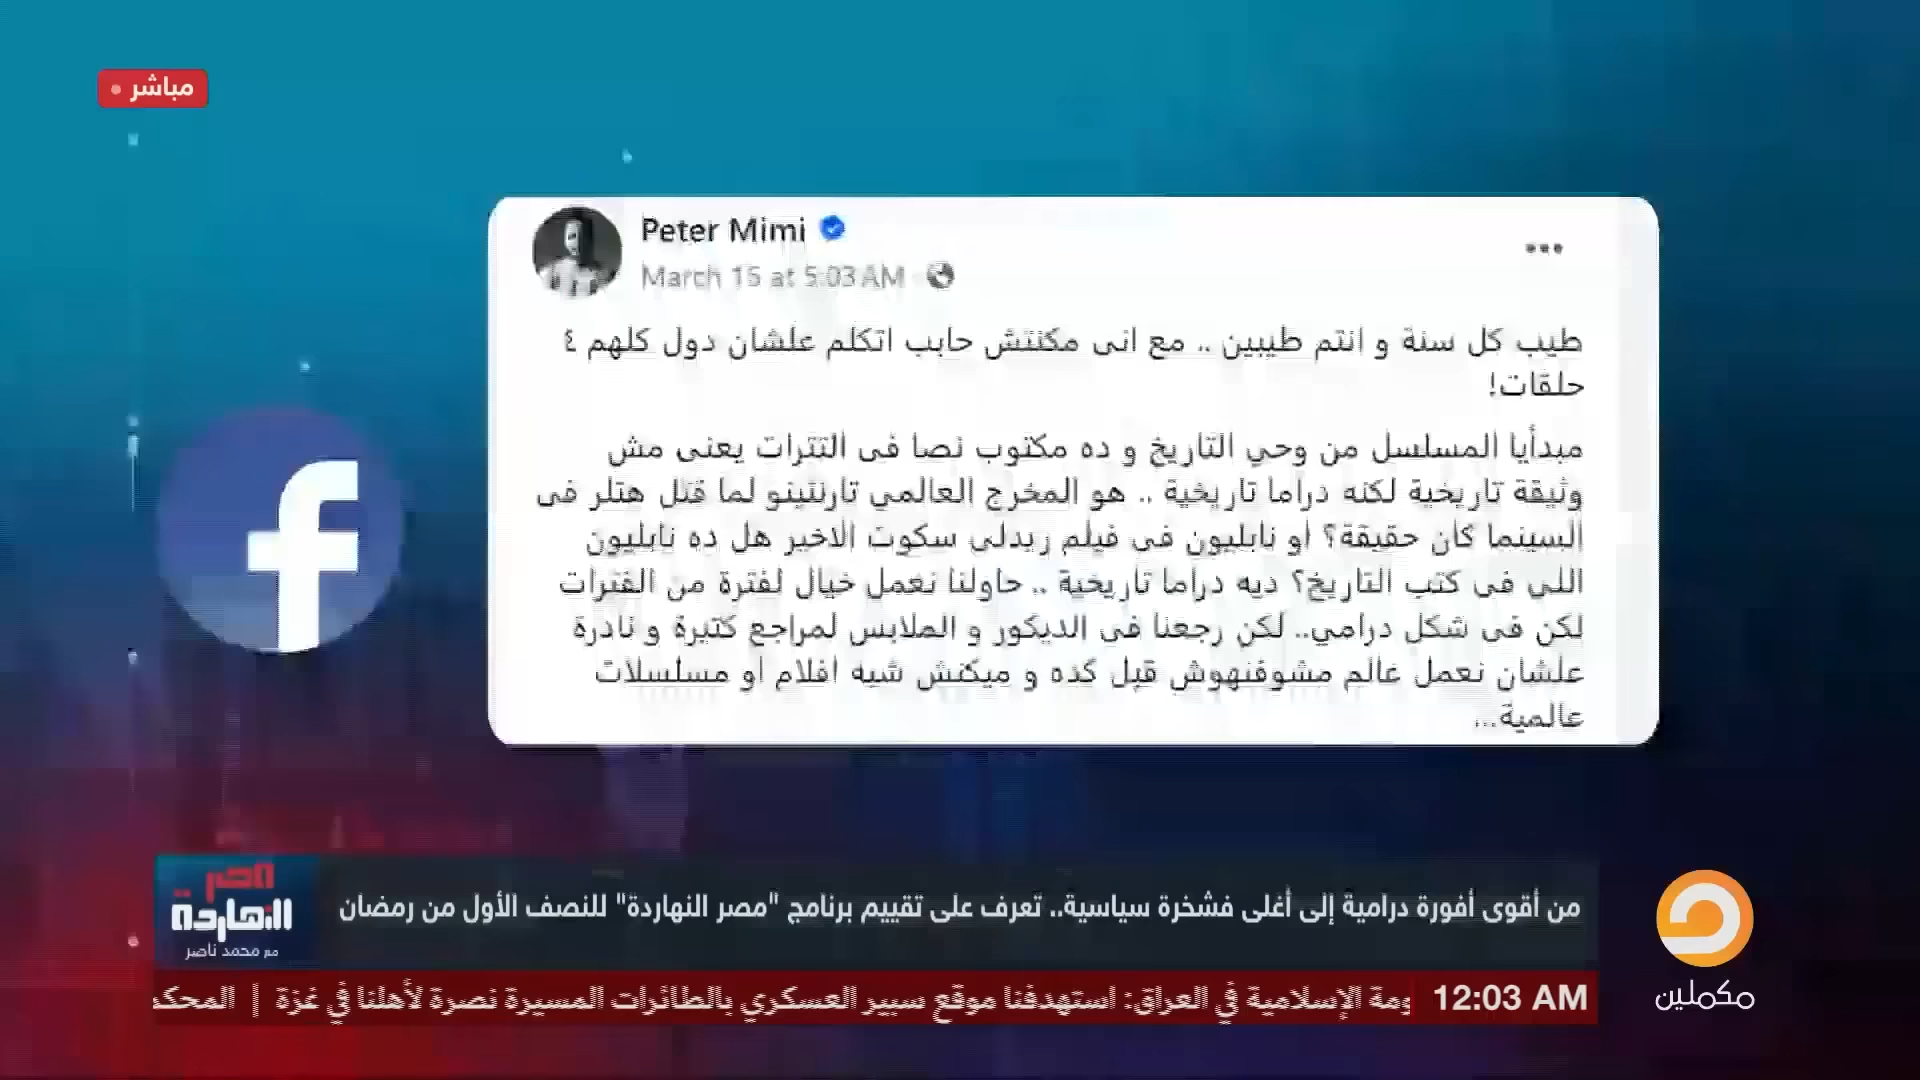 مباشر
Peter Mimi
March 15 at 5:03 AM
طيب كل سنة و انتم طيبين .. مع انى مكنتش حابب اتكلم علشان دول كلهم ٤
حلقات!
مبدأيا المسلسل من وحي التاريخ و ده مكتوب نصا فى التترات يعنى مش
وثيقة تاريخية لكنه دراما تاريخية .. هو المخرج العالمي تارنتينو لما قتل هتلر فى
السينما كان حقيقة؟ او نابليون فى فيلم ريدلى سكوت الاخير هل ده نابليون
اللى فى كتب التاريخ؟ ديه دراما تاريخية .. حاولنا نعمل خيال لفترة من الفترات
لكن فى شكل درامي.. لكن رجعنا فى الديكور و الملابس لمراجع كتيرة و نادرة
علشان نعمل عالم مشوفنهوش قبل كده و ميكنش شبه افلام او مسلسلات
عالمية...
مصر
النهاردة
مع محمد ناصر
من أقوى أفورة درامية إلى أغلى فشخرة سياسية.. تعرف على تقييم برنامج "مصر النهاردة" للنصف الأول من رمضان
12:03 AM
ومة الإسلامية في العراق: استهدفنا موقع سبير العسكري بالطائرات المسيرة نصرة لأهلنا في غزة | المحك
مكملين